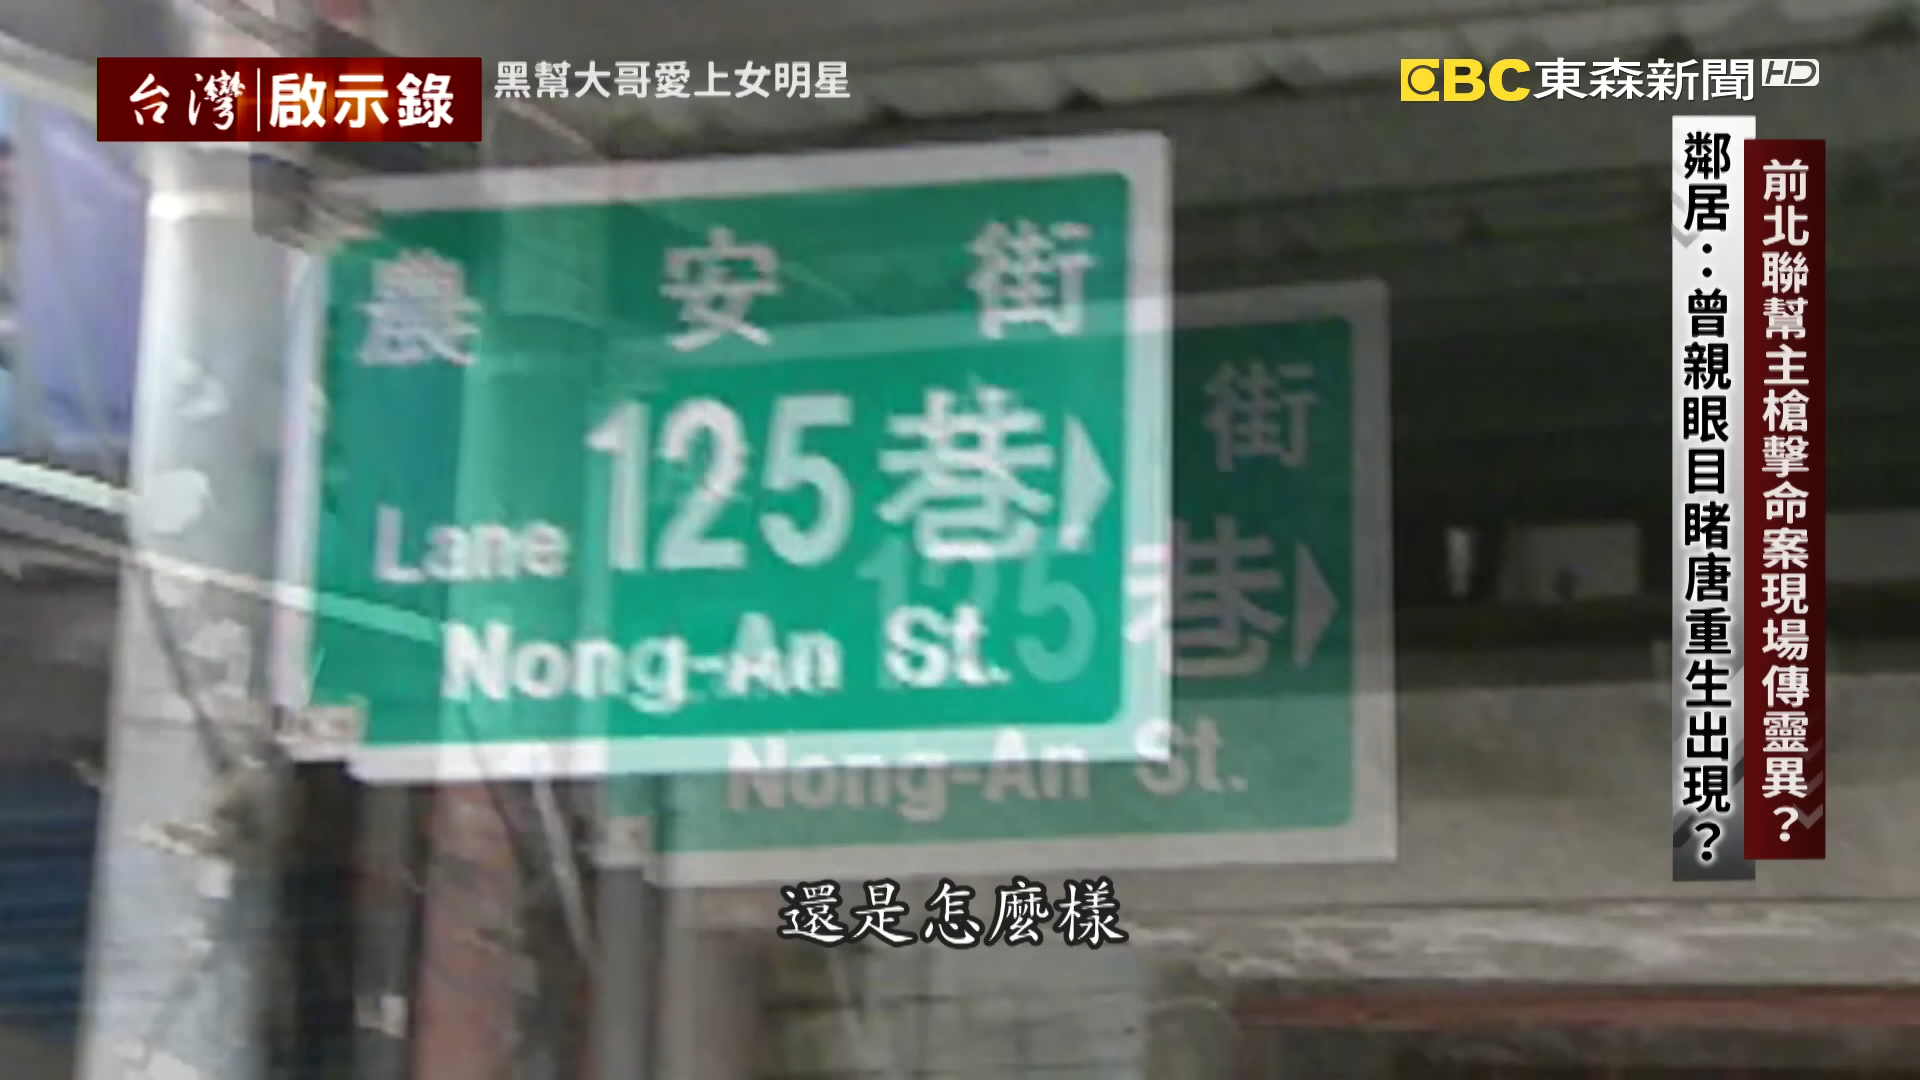 台灣啟示錄
黑幫大哥愛上女明星
EBC東森新聞HD
前北聯幫主槍擊命案現場傳靈異？
鄰居：曾親眼目睹唐重生出現？
農安街
125巷
Lane
Nong-An St.
街
125巷
Nong-An St.
還是怎麼樣